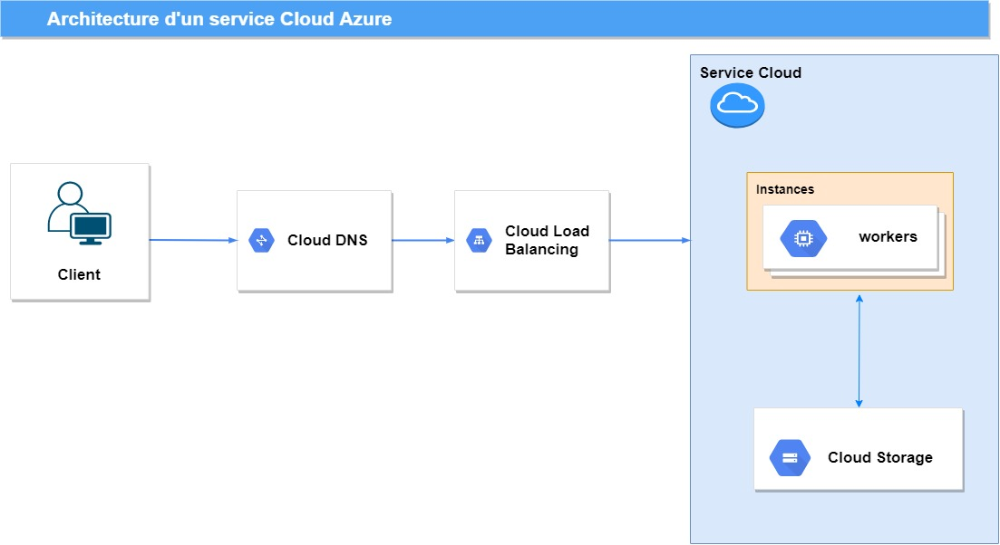 Architecture d'un service Cloud Azure
Service Cloud
Instances
workers
Client
Cloud DNS
Cloud Load
Balancing
Cloud Storage